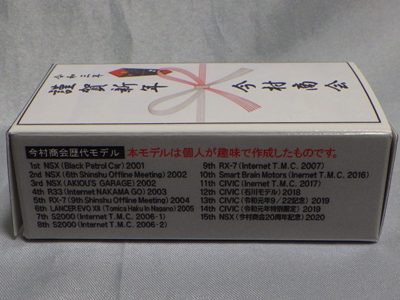 令和三年
謹賀新年
今村商会
今村商会歴代モデル 本モデルは個人が趣味で作成したものです。
1st NSX (Black Patrol Car) 2001
2nd NSX (6th Shinshu Offline Meeting) 2002
3rd NSX (AKIOU'S GARAGE) 2002
4th R33 (Internet NAKAMA GO) 2003
5th RX-7 (9th Shinshu Offline Meeting) 2004
6th LANCER EVO XII (Tomica Haku In Nagano) 2005
7th S2000 (Internet T.M.C. 2006-1)
8th S2000 (Internet T.M.C. 2006-2)
9th RX-7 (Internet T.M.C. 2007)
10th Smart Brain Motors (Inernet T.M.C. 2016)
11th CIVIC (Internet T.M.C. 2017)
12th CIVIC (石川モデル) 2018
13th CIVIC (令和元年9/22記念) 2019
14th CIVIC (令和元年特別限定) 2019
15th NSX (今村商会20周年記念) 2020